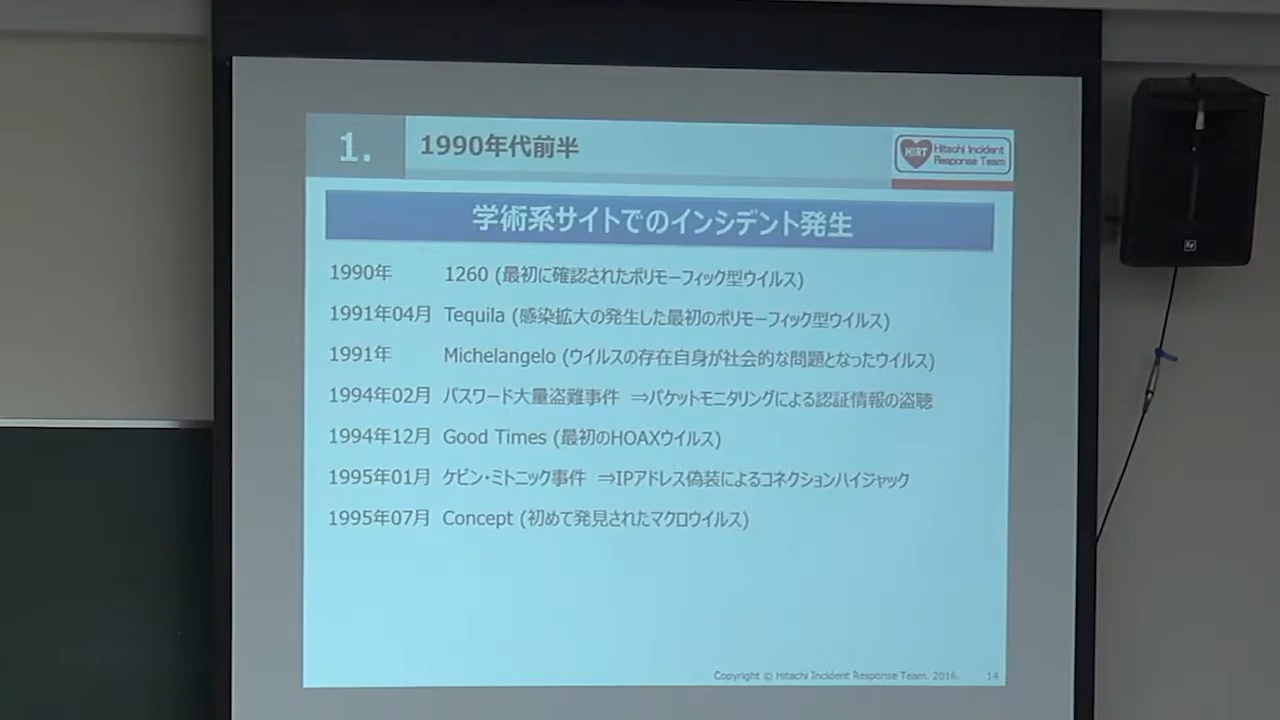 1.
1990年代前半
HIRT
Hitachi Incident
Response Team
学術系サイトでのインシデント発生
1990年 1260 (最初に確認されたポリモーフィック型ウイルス)
1991年04月 Tequila (感染拡大の発生した最初のポリモーフィック型ウイルス)
1991年 Michelangelo (ウイルスの存在自身が社会的な問題となったウイルス)
1994年02月 パスワード大量盗難事件 ⇒パケットモニタリングによる認証情報の盗聴
1994年12月 Good Times (最初のHOAXウイルス)
1995年01月 ケビン・ミトニック事件 ⇒IPアドレス偽装によるコネクションハイジャック
1995年07月 Concept (初めて発見されたマクロウイルス)
Copyright © Hitachi Incident Response Team. 2016. 14